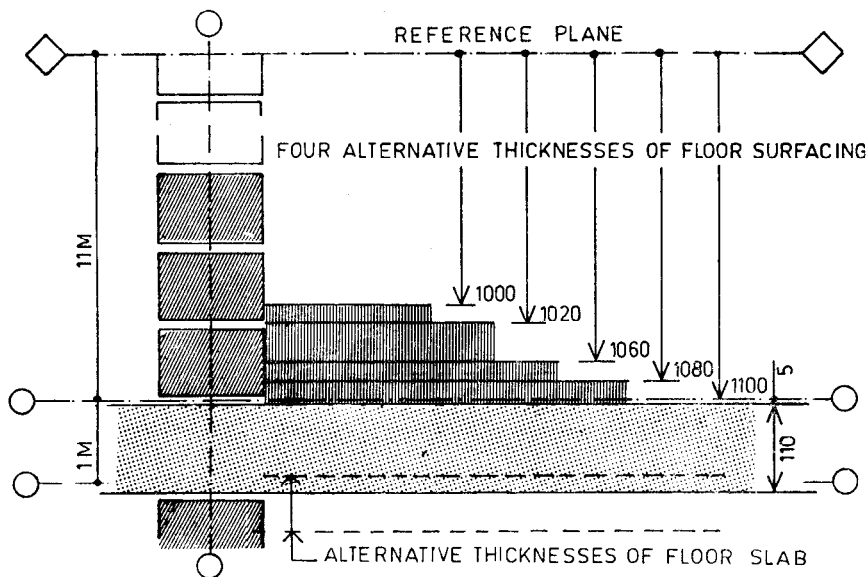 REFERENCE PLANE
FOUR ALTERNATIVE THICKNESSES OF FLOOR SURFACING
11M
1000
1020
1060
1080
1100
5
1M
110
ALTERNATIVE THICKNESSES OF FLOOR SLAB